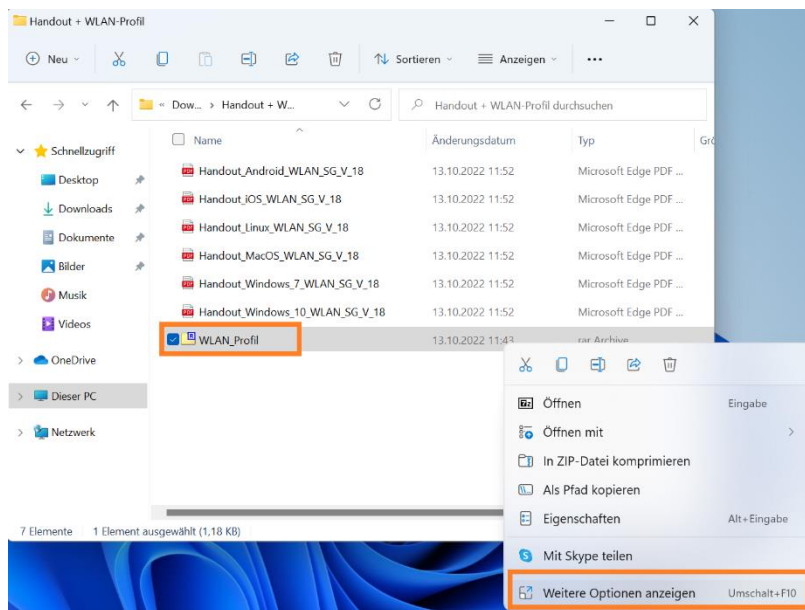 Handout + WLAN-Profil
Neu
Sortieren
Anzeigen
« Dow... > Handout + W...
Handout + WLAN-Profil durchsuchen
Name Änderungsdatum Typ Grö
Schnellzugriff
Desktop
Downloads
Dokumente
Bilder
Musik
Videos
OneDrive
Dieser PC
Netzwerk
Handout_Android_WLAN_SG_V_18 13.10.2022 11:52 Microsoft Edge PDF ...
Handout_iOS_WLAN_SG_V_18 13.10.2022 11:52 Microsoft Edge PDF ...
Handout_Linux_WLAN_SG_V_18 13.10.2022 11:52 Microsoft Edge PDF ...
Handout_MacOS_WLAN_SG_V_18 13.10.2022 11:52 Microsoft Edge PDF ...
Handout_Windows_7_WLAN_SG_V_18 13.10.2022 11:52 Microsoft Edge PDF ...
Handout_Windows_10_WLAN_SG_V_18 13.10.2022 11:52 Microsoft Edge PDF ...
WLAN_Profil 13.10.2022 11:43 rar Archive
7 Elemente 1 Element ausgewählt (1,18 KB)
Öffnen Eingabe
Öffnen mit
In ZIP-Datei komprimieren
Als Pfad kopieren
Eigenschaften Alt+Eingabe
Mit Skype teilen
Weitere Optionen anzeigen Umschalt+F10